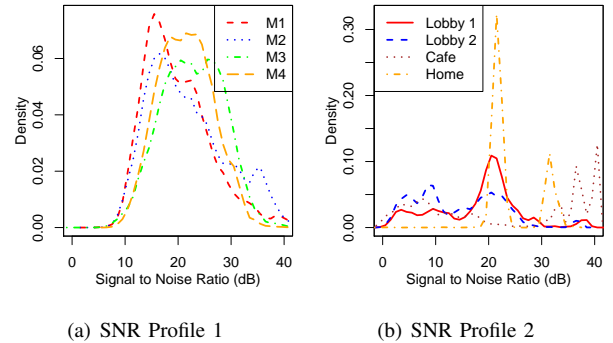 M1
M2
M3
M4
0.00 0.02 0.04 0.06
Density
0 10 20 30 40
Signal to Noise Ratio (dB)
(a) SNR Profile 1
Lobby 1
Lobby 2
Cafe
Home
0.00 0.10 0.20 0.30
Density
0 10 20 30 40
Signal to Noise Ratio (dB)
(b) SNR Profile 2